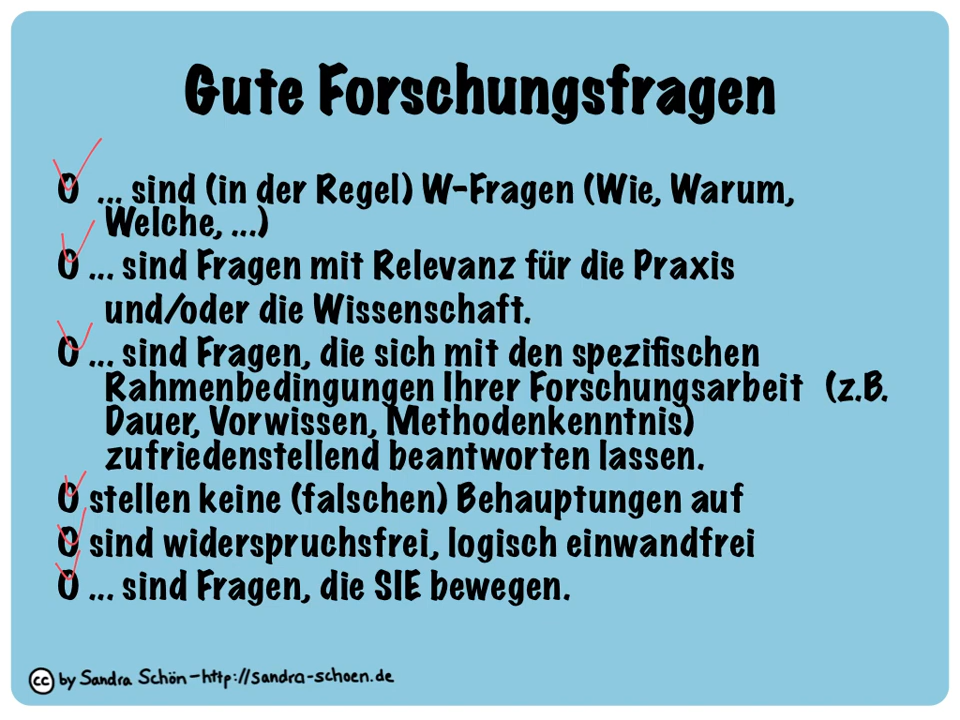 Gute Forschungsfragen
O ... sind (in der Regel) W-Fragen (Wie, Warum,
Welche, ...)
O ... sind Fragen mit Relevanz für die Praxis
und/oder die Wissenschaft.
O ... sind Fragen, die sich mit den spezifischen
Rahmenbedingungen Ihrer Forschungsarbeit (z.B.
Dauer, Vorwissen, Methodenkenntnis)
zufriedenstellend beantworten lassen.
O stellen keine (falschen) Behauptungen auf
O sind widerspruchsfrei, logisch einwandfrei
O ... sind Fragen, die SIE bewegen.
cc by Sandra Schön-http://sandra-schoen.de